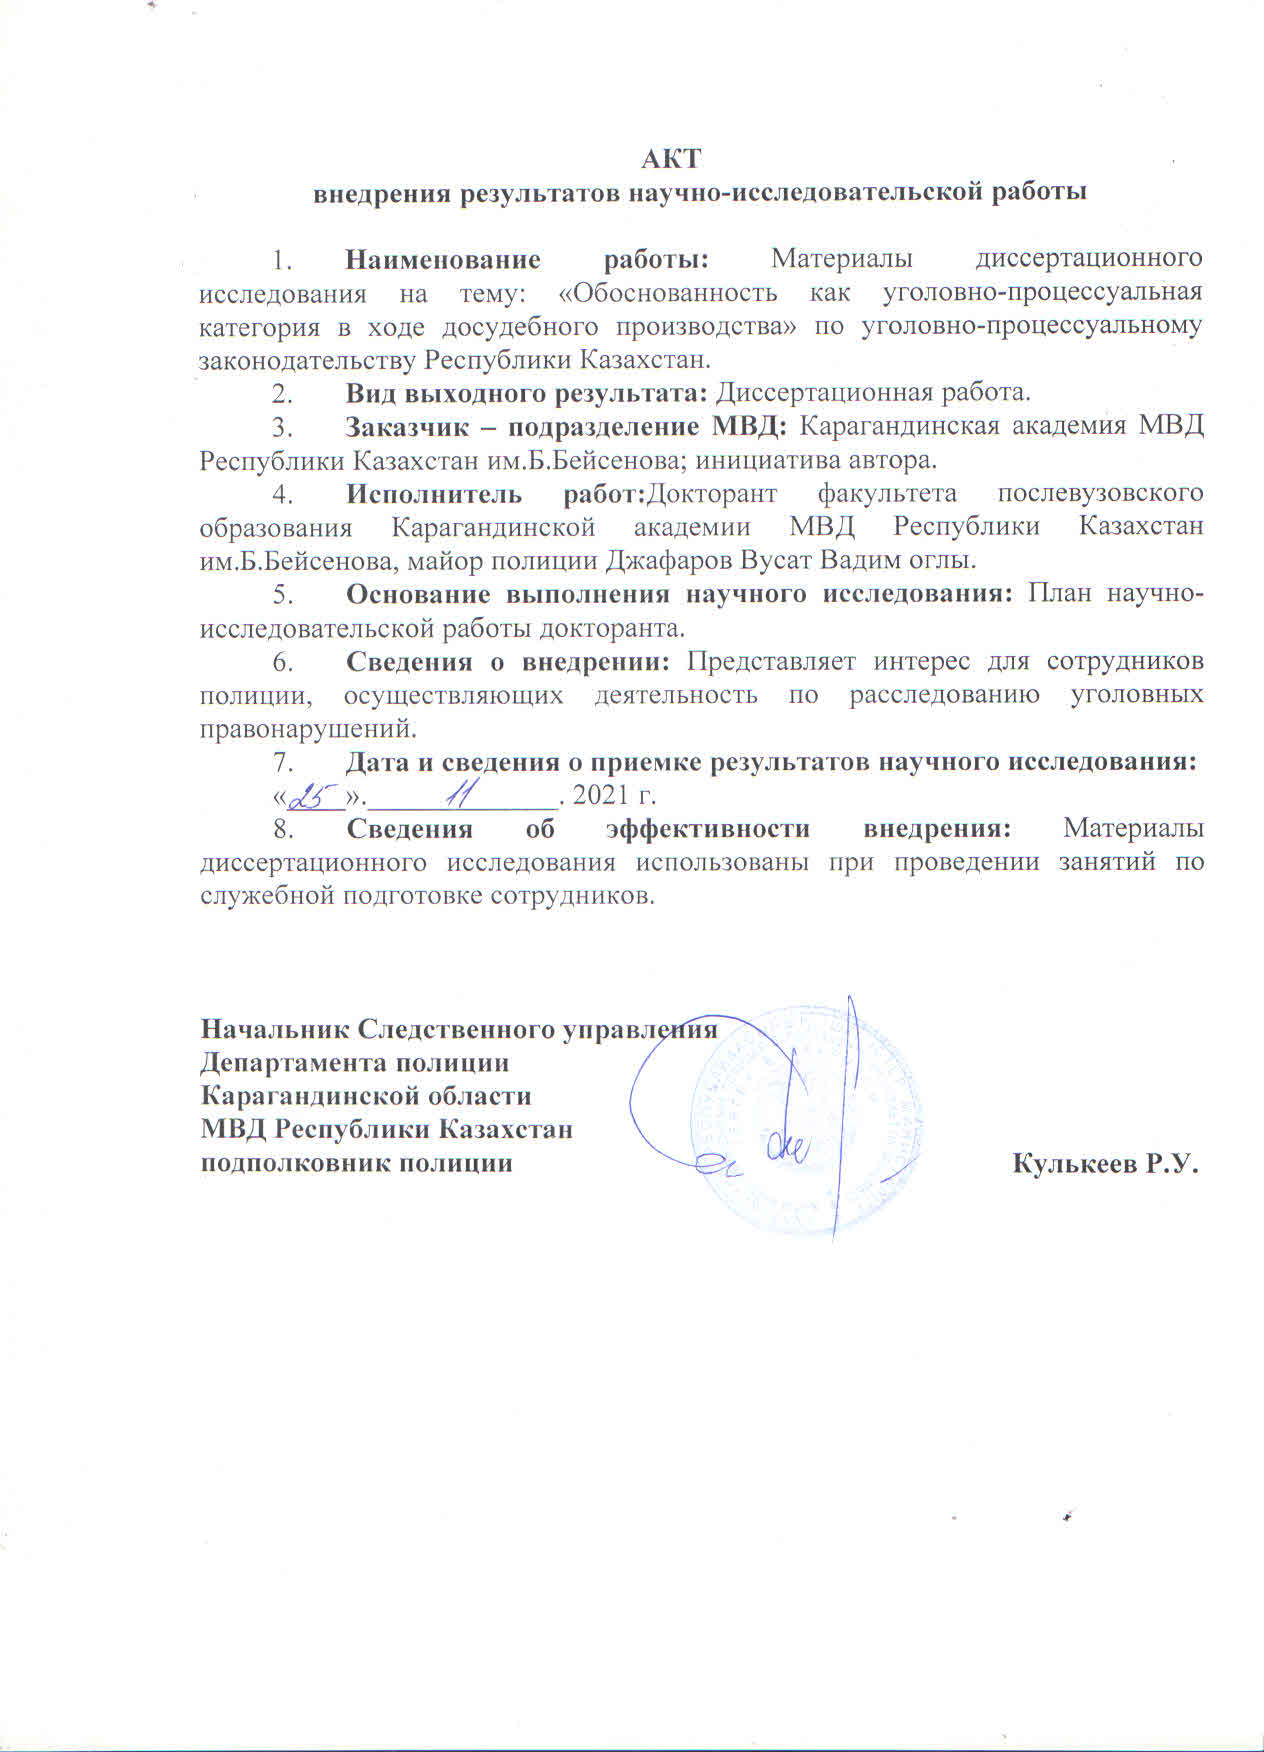 АКТ
внедрения результатов научно-исследовательской работы
1. Наименование работы: Материалы диссертационного
исследования на тему: «Обоснованность как уголовно-процессуальная
категория в ходе досудебного производства» по уголовно-процессуальному
законодательству Республики Казахстан.
2. Вид выходного результата: Диссертационная работа.
3. Заказчик – подразделение МВД: Карагандинская академия МВД
Республики Казахстан им.Б.Бейсенова; инициатива автора.
4. Исполнитель работ:Докторант факультета послевузовского
образования Карагандинской академии МВД Республики Казахстан
им.Б.Бейсенова, майор полиции Джафаров Вусат Вадим оглы.
5. Основание выполнения научного исследования: План научно-
исследовательской работы докторанта.
6. Сведения о внедрении: Представляет интерес для сотрудников
полиции, осуществляющих деятельность по расследованию уголовных
правонарушений.
7. Дата и сведения о приемке результатов научного исследования:
«25». 11 . 2021 г.
8. Сведения об эффективности внедрения: Материалы
диссертационного исследования использованы при проведении занятий по
служебной подготовке сотрудников.
Начальник Следственного управления
Департамента полиции
Карагандинской области
МВД Республики Казахстан
подполковник полиции Кулькеев Р.У.